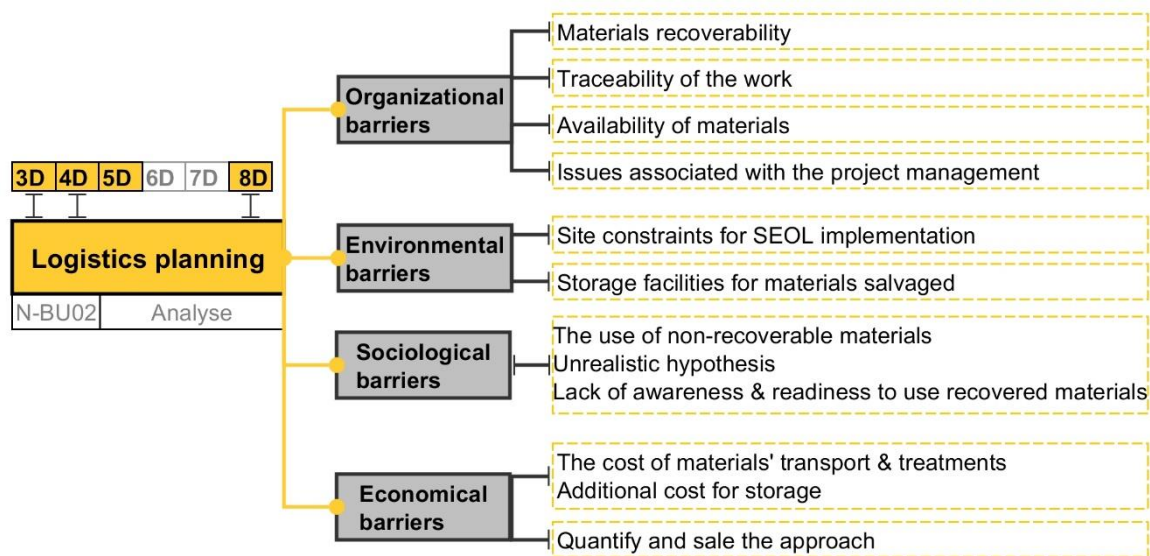 3D 4D 5D 6D 7D 8D
Logistics planning
N-BU02 Analyse
Organizational
barriers
Materials recoverability
Traceability of the work
Availability of materials
Issues associated with the project management
Environmental
barriers
Site constraints for SEOL implementation
Storage facilities for materials salvaged
Sociological
barriers
The use of non-recoverable materials
Unrealistic hypothesis
Lack of awareness & readiness to use recovered materials
Economical
barriers
The cost of materials' transport & treatments
Additional cost for storage
Quantify and sale the approach